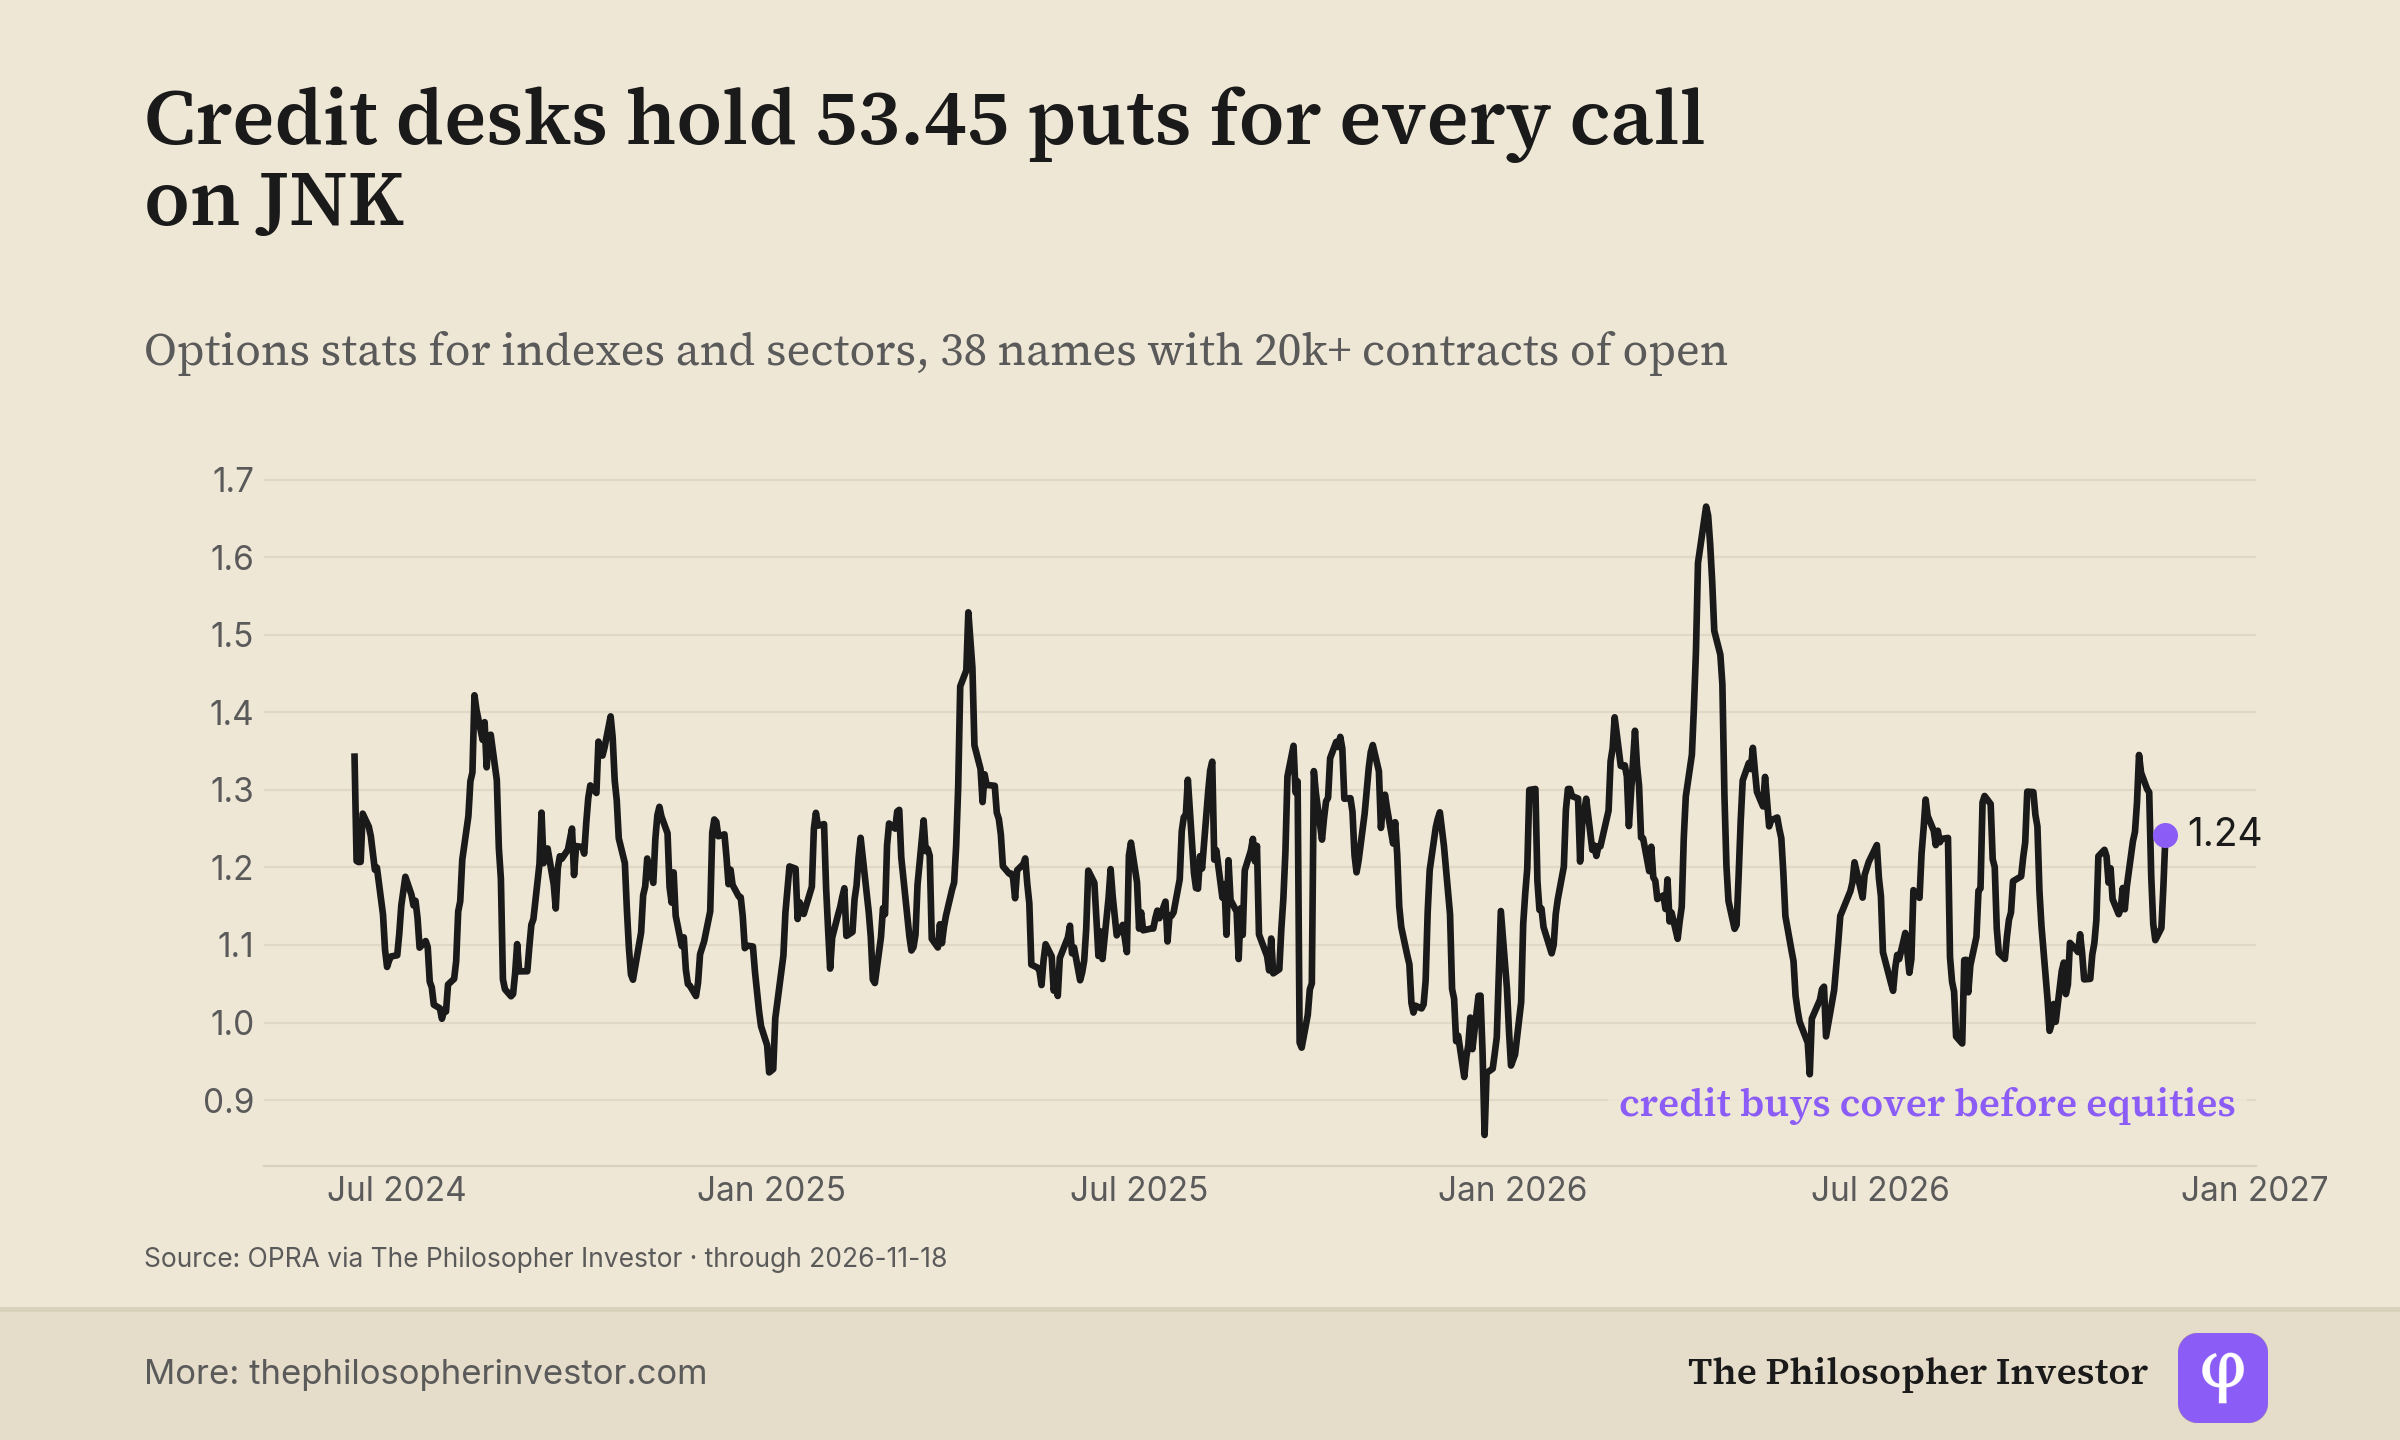 Credit desks hold 53.45 puts for every call
on JNK
Options stats for indexes and sectors, 38 names with 20k+ contracts of open
1.7
1.6
1.5
1.4
1.3
1.2
1.1
1.0
0.9
1.24
credit buys cover before equities
Jul 2024
Jan 2025
Jul 2025
Jan 2026
Jul 2026
Jan 2027
Source: OPRA via The Philosopher Investor · through 2026-11-18
More: thephilosopherinvestor.com
The Philosopher Investor
φ